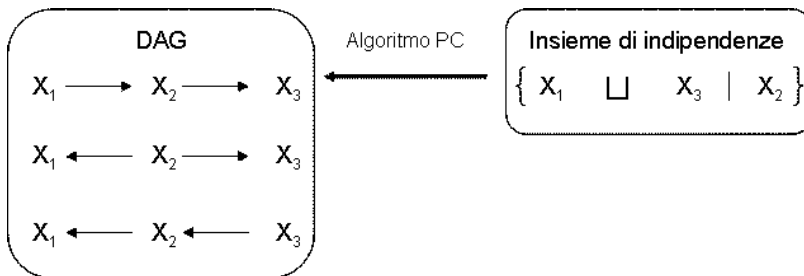 DAG
X₁ → X₂ → X₃
X₁ ← X₂ → X₃
X₁ ← X₂ ← X₃
Algoritmo PC
Insieme di indipendenze
{ X₁ ⊔ X₃ | X₂ }